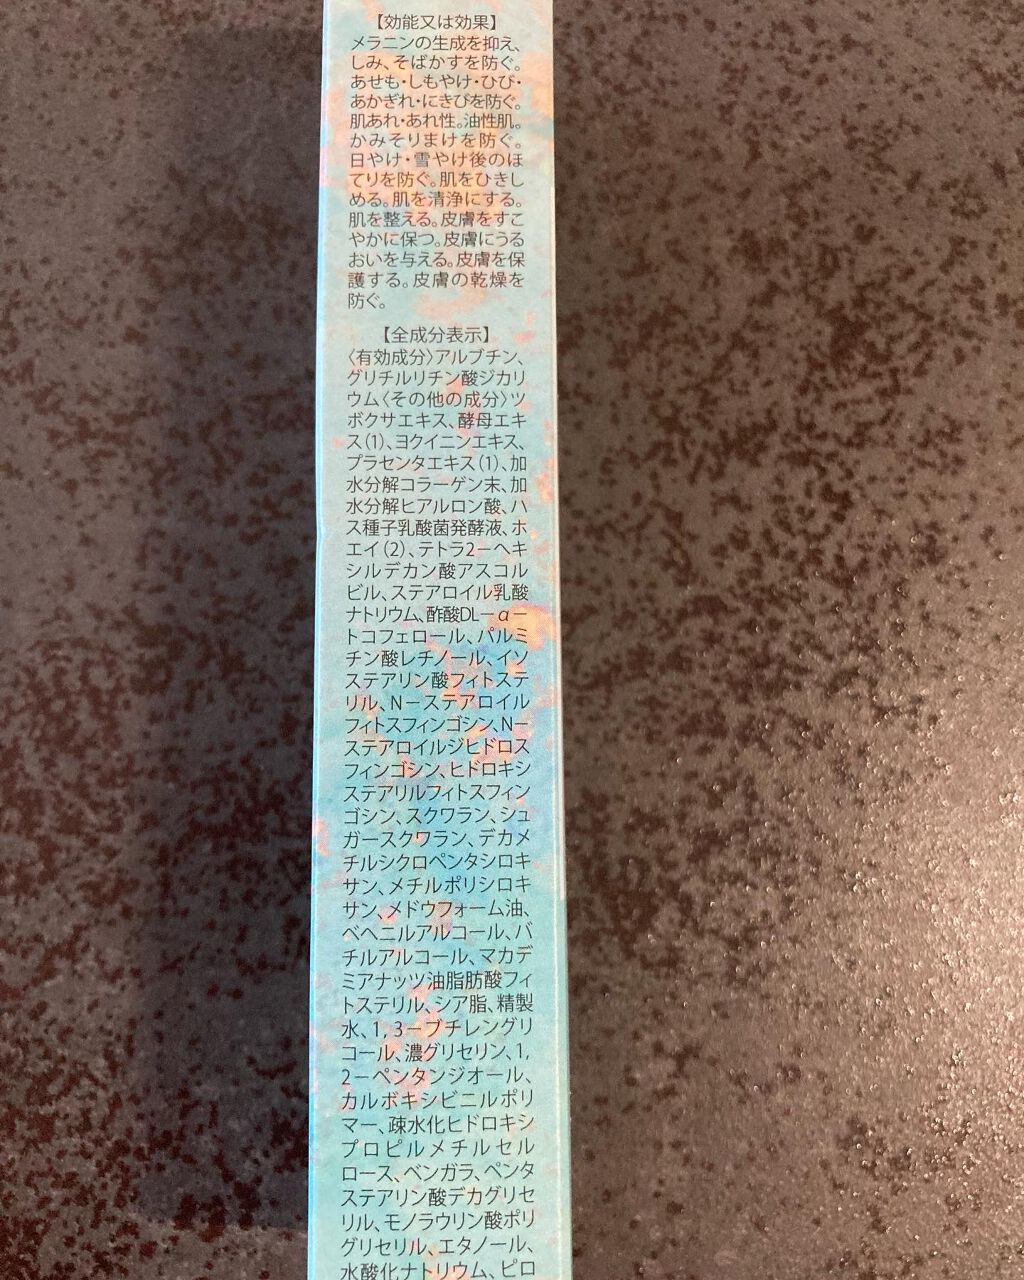 【効能又は効果】
メラニンの生成を抑え、
しみ、そばかすを防ぐ。
あせも・しもやけ・ひび・
あかぎれ・にきびを防ぐ。
肌あれ・あれ性。油性肌。
かみそりまけを防ぐ。
日やけ・雪やけ後のほ
てりを防ぐ。肌をひきし
める。肌を清浄にする。
肌を整える。皮膚をすこ
やかに保つ。皮膚にうる
おいを与える。皮膚を保
護する。皮膚の乾燥を
防ぐ。
【全成分表示】
〈有効成分〉アルブチン、
グリチルリチン酸ジカリ
ウム〈その他の成分〉ツ
ボクサエキス、酵母エキ
ス(1)、ヨクイニンエキス、
プラセンタエキス(1)、加
水分解コラーゲン末、加
水分解ヒアルロン酸、ハ
ス種子乳酸菌発酵液、ホ
エイ(2)、テトラ2－ヘキ
シルデカン酸アスコル
ビル、ステアロイル乳酸
ナトリウム、酢酸DL－α－
トコフェロール、パルミ
チン酸レチノール、イソ
ステアリン酸フィトステ
リル、N－ステアロイル
フィトスフィンゴシン、N－
ステアロイルジヒドロス
フィンゴシン、ヒドロキシ
ステアリルフィトスフィン
ゴシン、スクワラン、シュ
ガースクワラン、デカメ
チルシクロペンタシロキ
サン、メチルポリシロキ
サン、メドウフォーム油、
ベヘニルアルコール、バ
チルアルコール、マカデ
ミアナッツ油脂肪酸フィ
トステリル、シア脂、精製
水、1, 3－ブチレングリ
コール、濃グリセリン、1,
2－ペンタンジオール、
カルボキシビニルポリ
マー、疎水化ヒドロキシ
プロピルメチルセル
ロース、ベンガラ、ペンタ
ステアリン酸デカグリセ
リル、モノラウリン酸ポリ
グリセリル、エタノール、
水酸化ナトリウム、ピロ